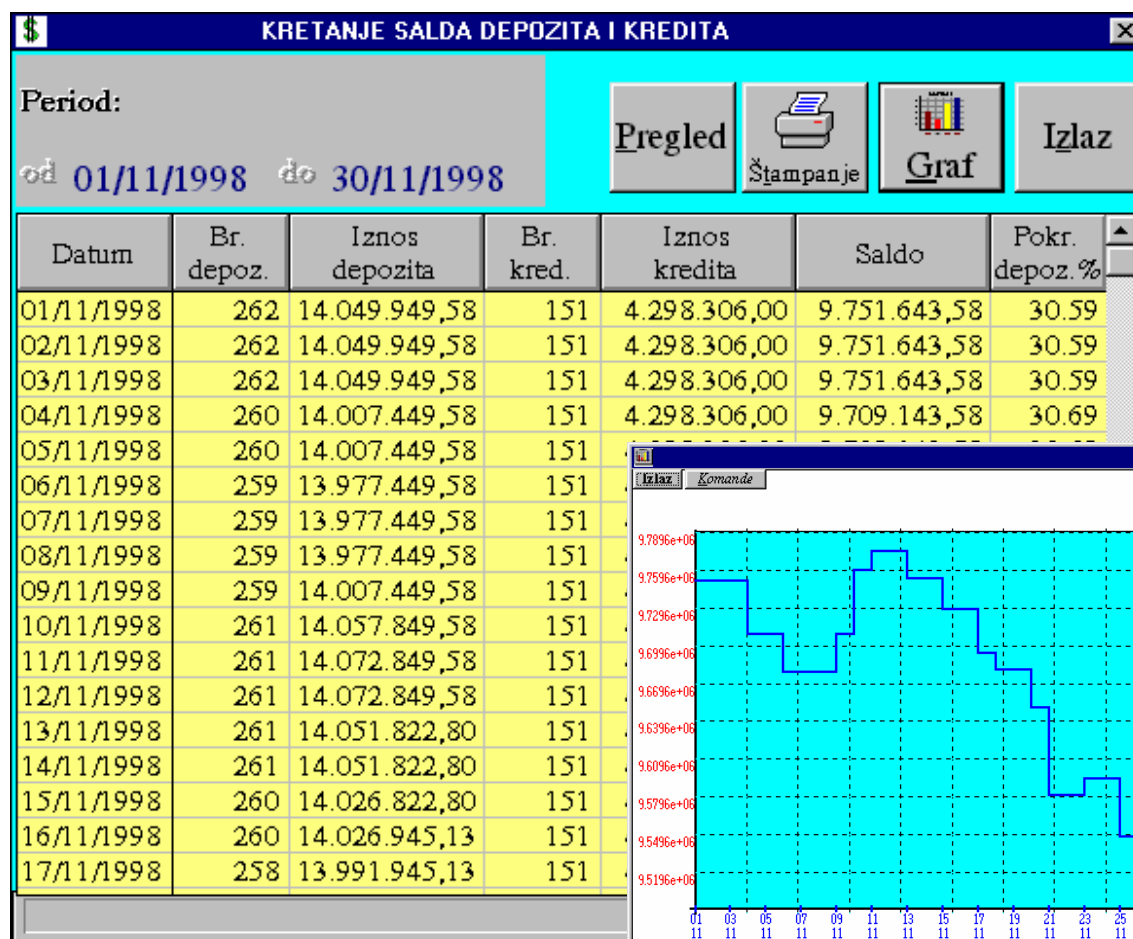 KRETANJE SALDA DEPOZITA I KREDITA
Period:
od 01/11/1998 do 30/11/1998
Pregled
Štampanje
Graf
Izlaz
Datum Br. depoz. Iznos depozita Br. kred. Iznos kredita Saldo Pokr. depoz.%
01/11/1998 262 14.049.949,58 151 4.298.306,00 9.751.643,58 30.59
02/11/1998 262 14.049.949,58 151 4.298.306,00 9.751.643,58 30.59
03/11/1998 262 14.049.949,58 151 4.298.306,00 9.751.643,58 30.59
04/11/1998 260 14.007.449,58 151 4.298.306,00 9.709.143,58 30.69
05/11/1998 260 14.007.449,58 151
06/11/1998 259 13.977.449,58 151
07/11/1998 259 13.977.449,58 151
08/11/1998 259 13.977.449,58 151
09/11/1998 259 14.007.449,58 151
10/11/1998 261 14.057.849,58 151
11/11/1998 261 14.072.849,58 151
12/11/1998 261 14.072.849,58 151
13/11/1998 261 14.051.822,80 151
14/11/1998 261 14.051.822,80 151
15/11/1998 260 14.026.822,80 151
16/11/1998 260 14.026.945,13 151
17/11/1998 258 13.991.945,13 151
Izlaz Komande
9.7896e+06
9.7596e+06
9.7296e+06
9.6996e+06
9.6696e+06
9.6396e+06
9.6096e+06
9.5796e+06
9.5496e+06
9.5196e+06
01 03 05 07 09 11 13 15 17 19 21 23 25
11 11 11 11 11 11 11 11 11 11 11 11 11